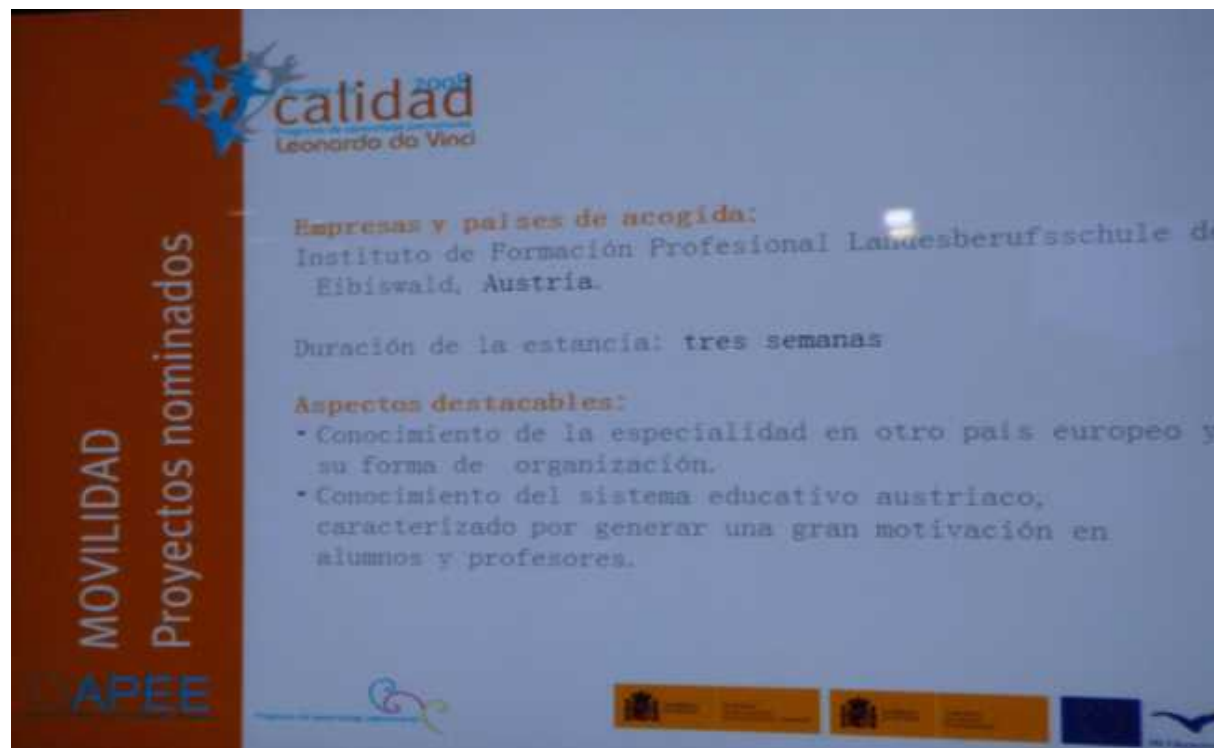 2008
calidad
Leonardo da Vinci
MOVILIDAD
Proyectos nominados
Empresas y países de acogida:
Instituto de Formación Profesional Landesberufsschule de
Eibiswald, Austria.
Duración de la estancia: tres semanas
Aspectos destacables:
• Conocimiento de la especialidad en otro país europeo y
su forma de organización.
• Conocimiento del sistema educativo austriaco,
caracterizado por generar una gran motivación en
alumnos y profesores.
OAPEE